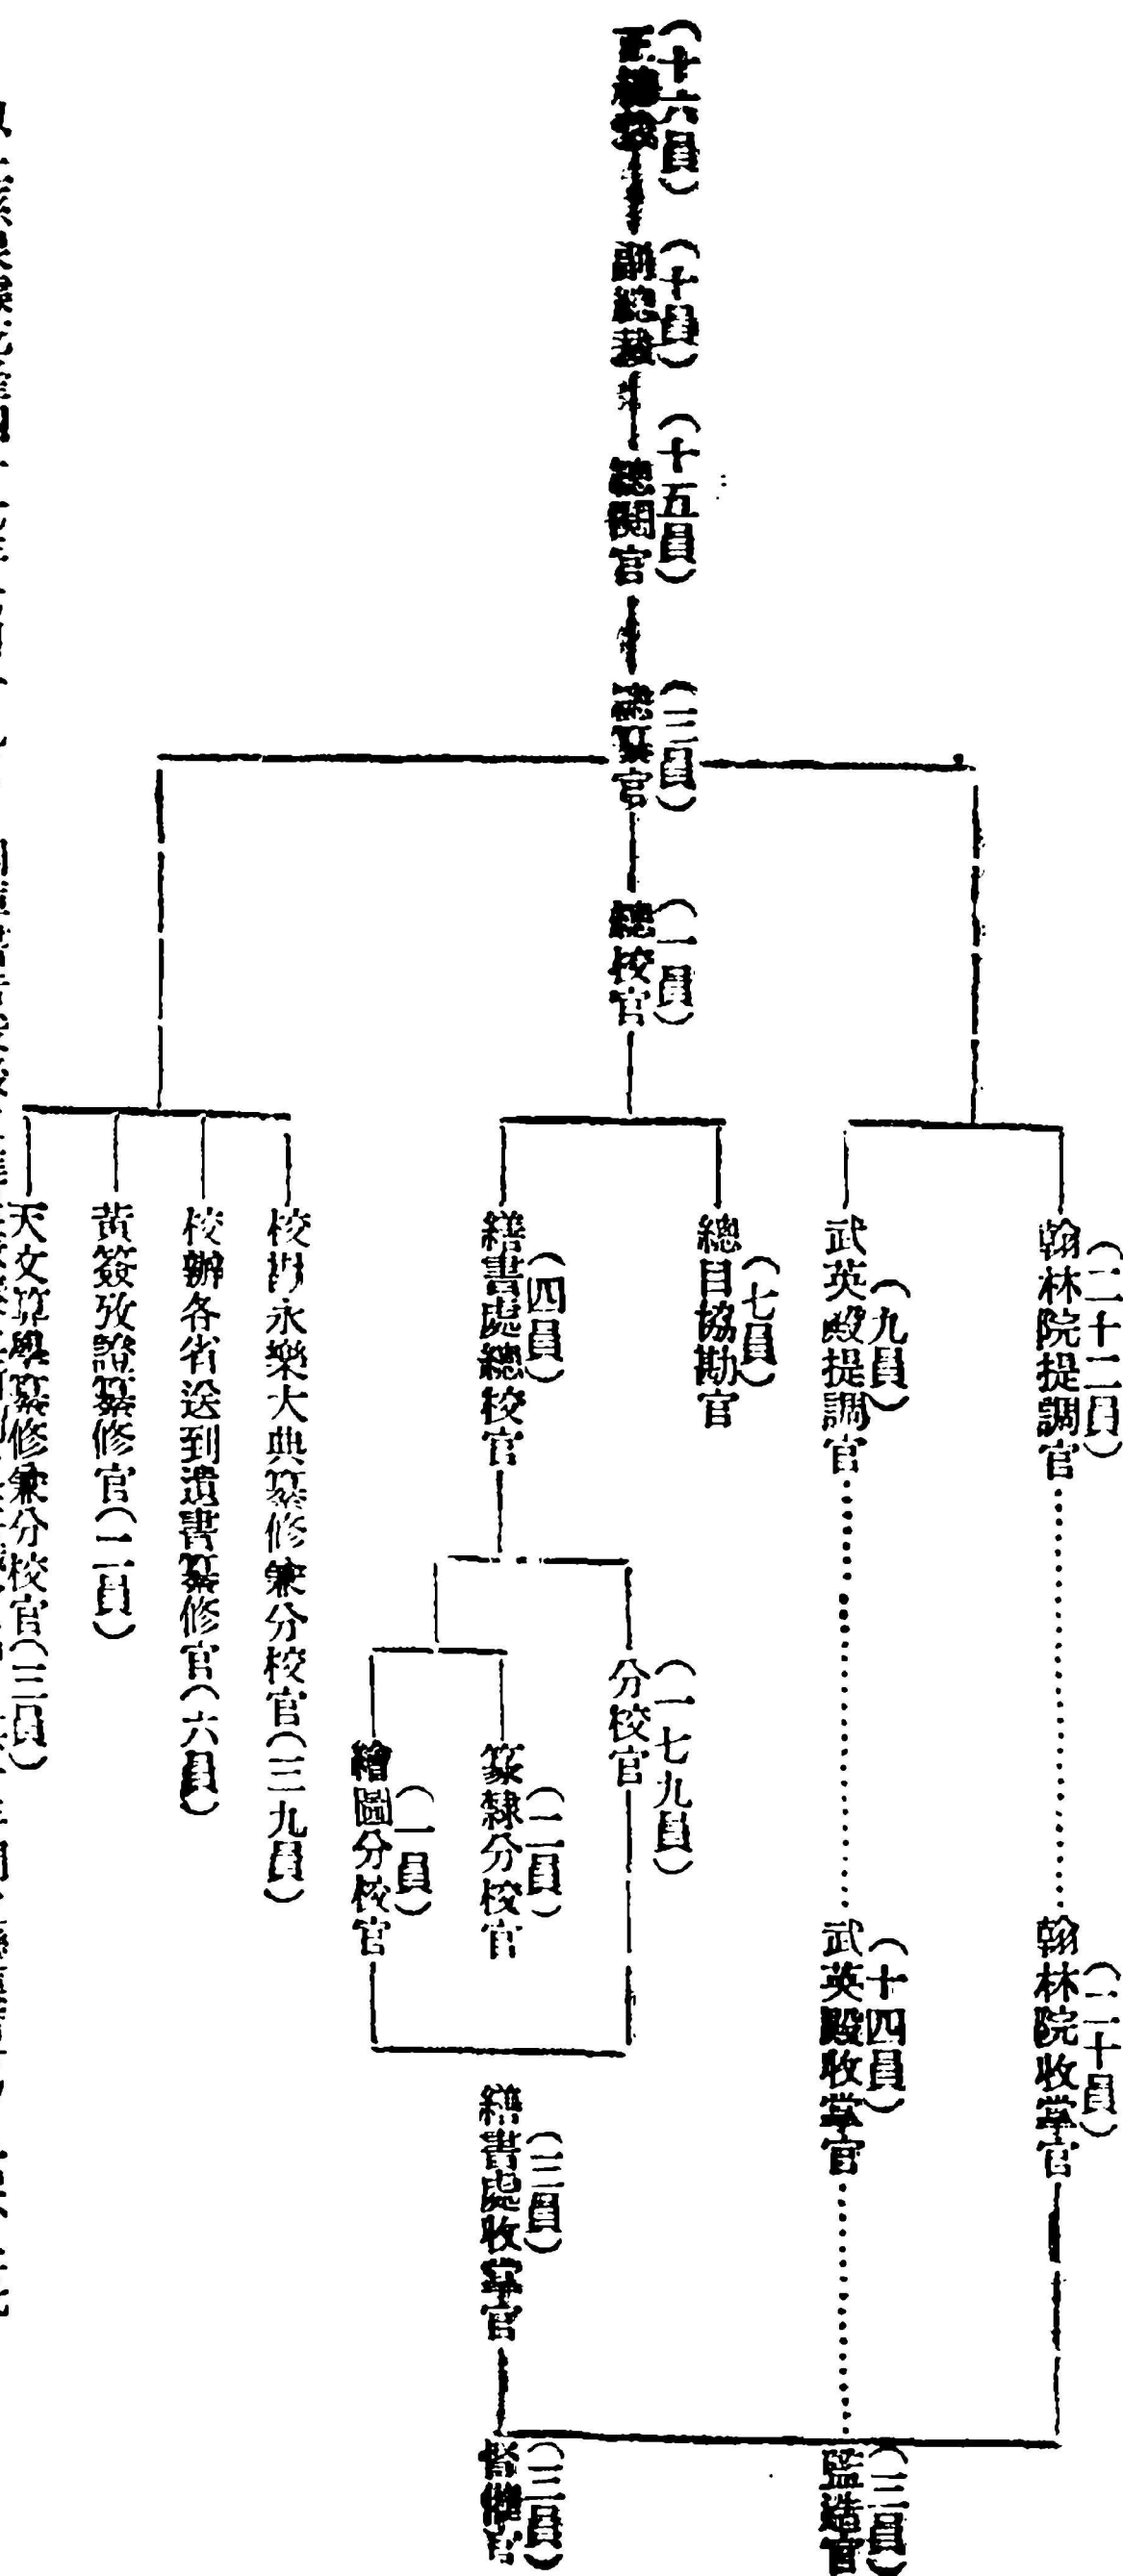 正總裁（十六員）
副總裁（十員）
總閱官（十五員）
總纂官（三員）
總校官（一員）
翰林院提調官（二十二員）
武英殿提調官（九員）
總目協勘官（七員）
繕書處總校官（四員）
校勘永樂大典纂修兼分校官（三九員）
校辦各省送到遺書纂修官（六員）
黃簽攷證纂修官（二員）
天文算學纂修兼分校官（三員）
分校官（一七九員）
篆隸分校官（二員）
繪圖分校官（一員）
翰林院收掌官（二十員）
武英殿收掌官（十四員）
繕書處收掌官（三員）
監造官（三員）
督催官（三員）